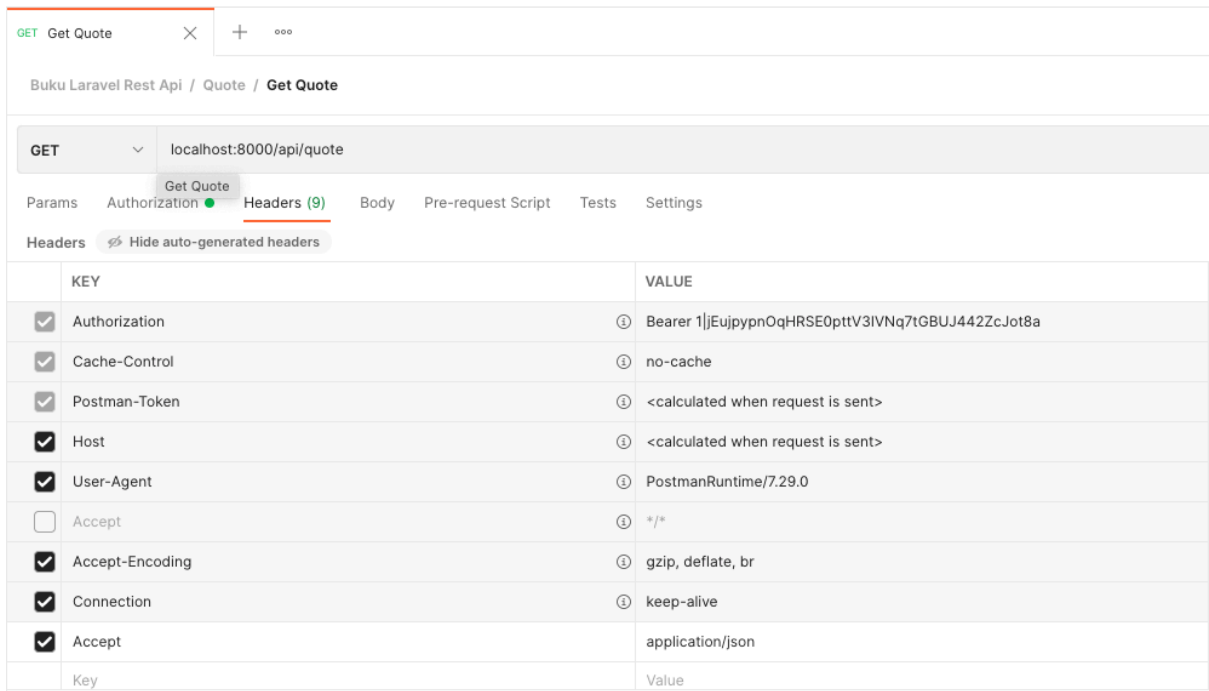 GET Get Quote
Buku Laravel Rest Api / Quote / Get Quote
GET localhost:8000/api/quote
Get Quote
Params Authorization Headers (9) Body Pre-request Script Tests Settings
Headers Hide auto-generated headers
KEY VALUE
Authorization Bearer 1|jEujpypnOqHRSE0pttV3IVNq7tGBUJ442ZcJot8a
Cache-Control no-cache
Postman-Token <calculated when request is sent>
Host <calculated when request is sent>
User-Agent PostmanRuntime/7.29.0
Accept */*
Accept-Encoding gzip, deflate, br
Connection keep-alive
Accept application/json
Key Value